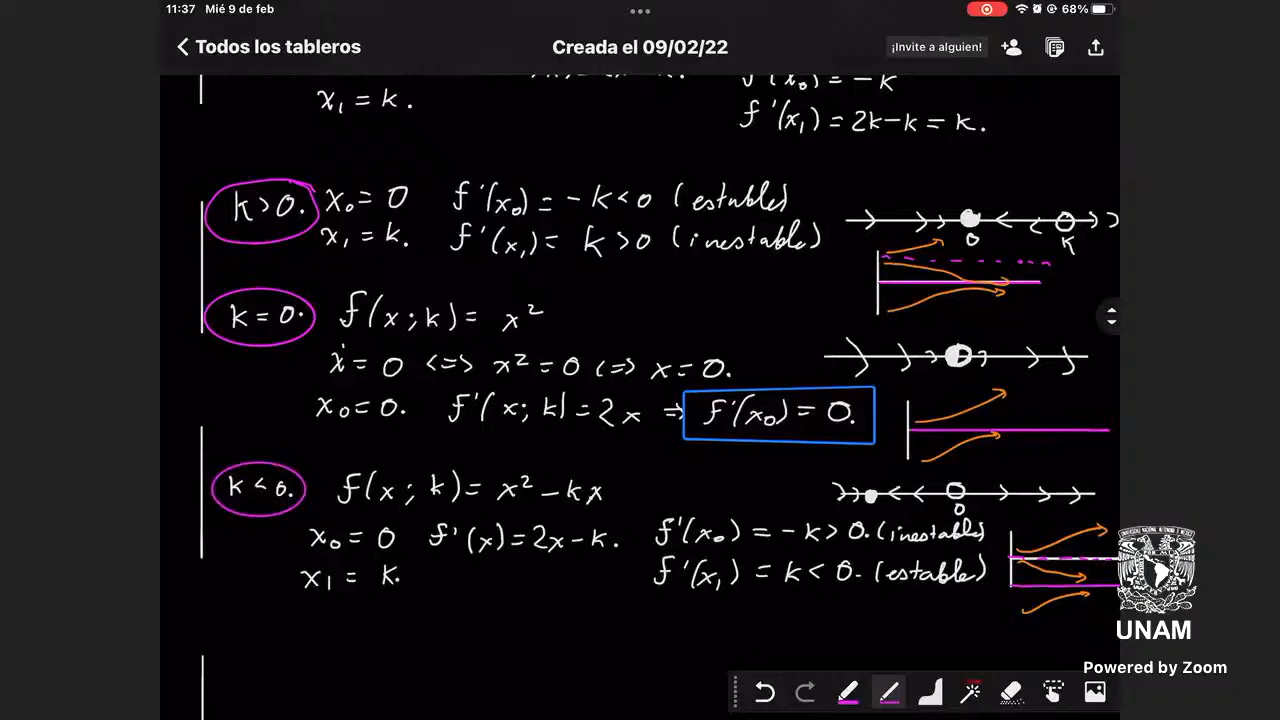 11:37 Mié 9 de feb
68%
Todos los tableros
Creada el 09/02/22
¡Invite a alguien!
x₁ = k.
f'(x₀) = -k
f'(x₁) = 2k-k = k.
k>0. x₀ = 0 f'(x₀) = -k<0 (estable)
x₁ = k. f'(x₁) = k>0 (inestable)
0 k
k=0. f(x;k) = x²
ẋ = 0 <=> x² = 0 <=> x = 0.
x₀ = 0. f'(x;k) = 2x => f'(x₀) = 0.
k<0. f(x;k) = x² - kx
0
x₀ = 0 f'(x) = 2x-k. f'(x₀) = -k>0. (inestable)
x₁ = k. f'(x₁) = k<0. (estable)
UNAM
Powered by Zoom